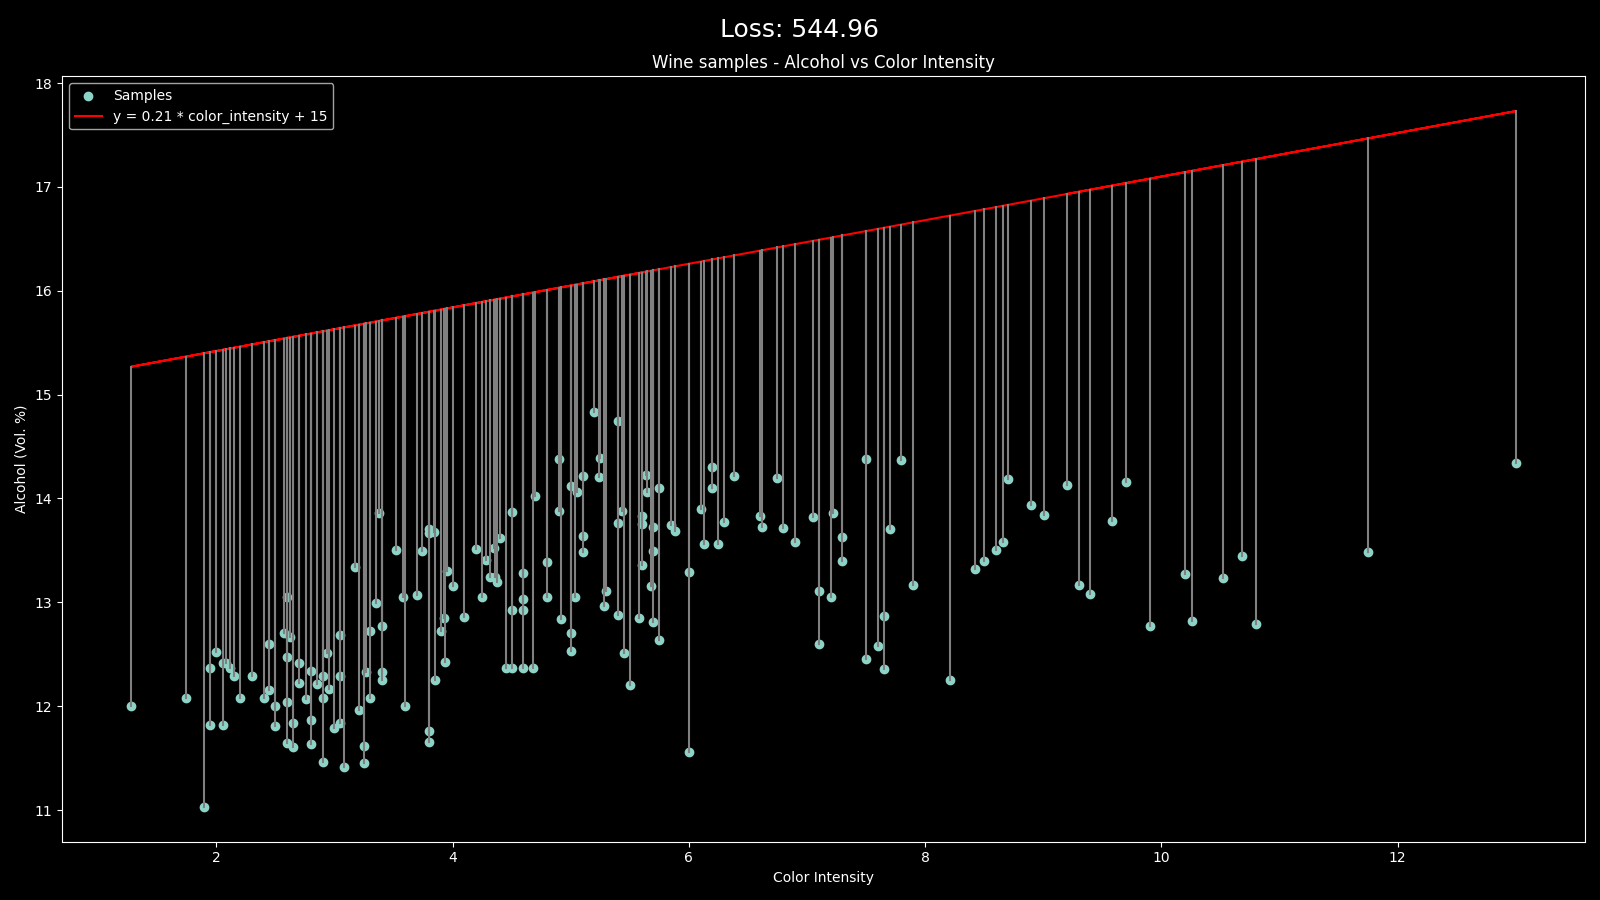 Loss: 544.96
Wine samples - Alcohol vs Color Intensity
Samples
y = 0.21 * color_intensity + 15
18
17
16
15
14
13
12
11
Alcohol (Vol. %)
2 4 6 8 10 12
Color Intensity